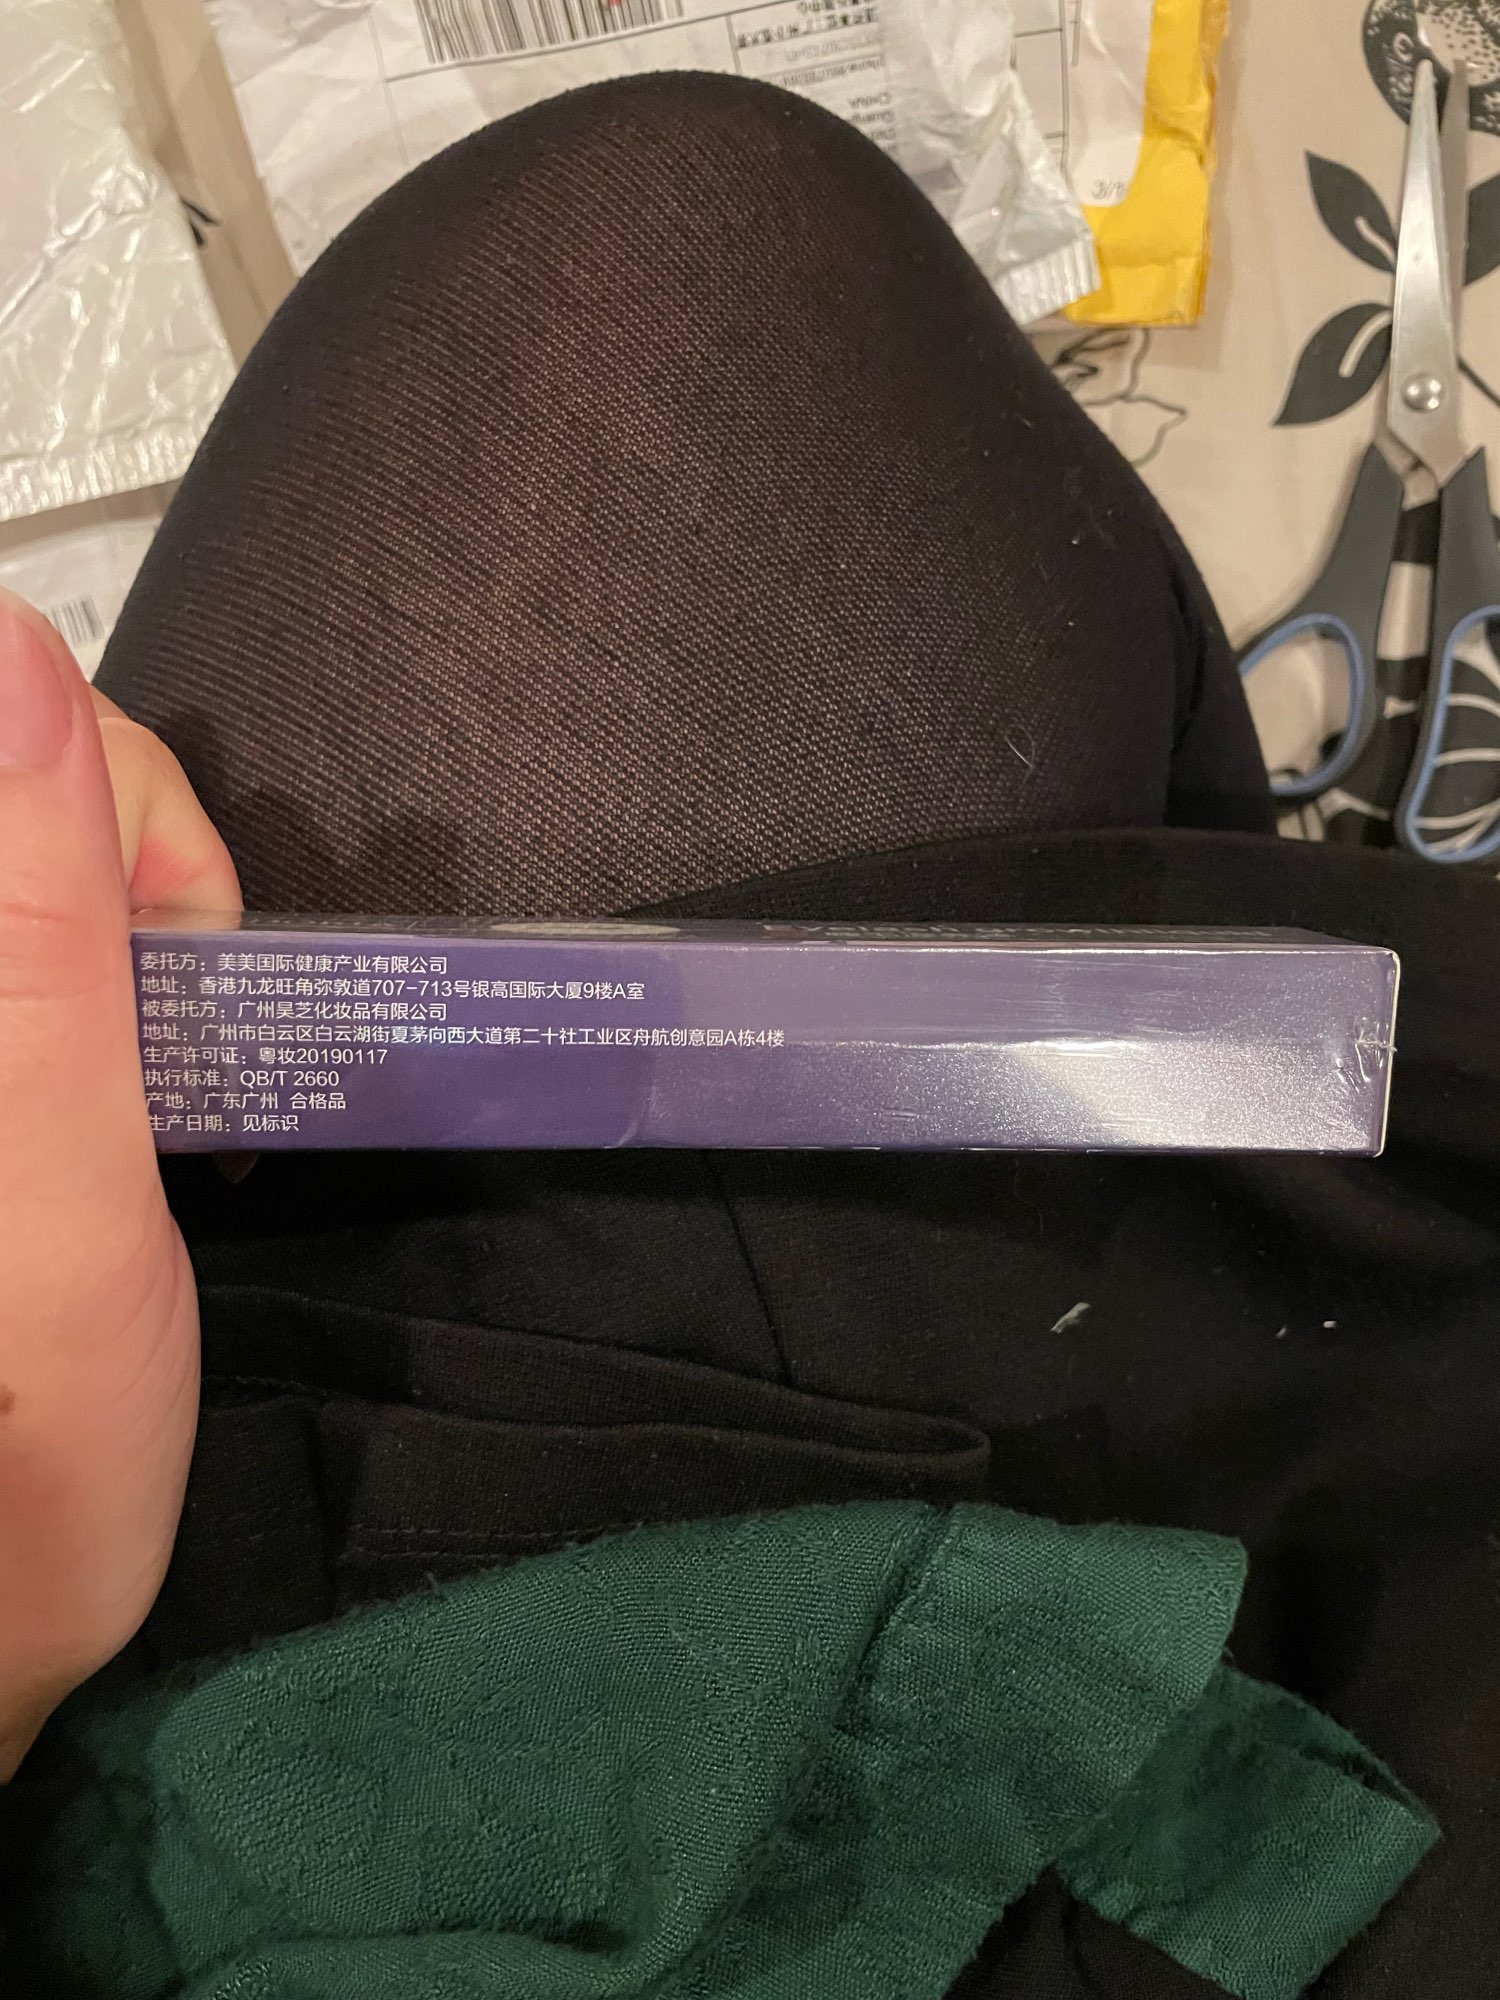 委托方：美美国际健康产业有限公司
地址：香港九龙旺角弥敦道707-713号银高国际大厦9楼A室
被委托方：广州昊芝化妆品有限公司
地址：广州市白云区白云湖街夏茅向西大道第二十社工业区舟航创意园A栋4楼
生产许可证：粤妆20190117
执行标准：QB/T 2660
产地：广东广州 合格品
生产日期：见标识